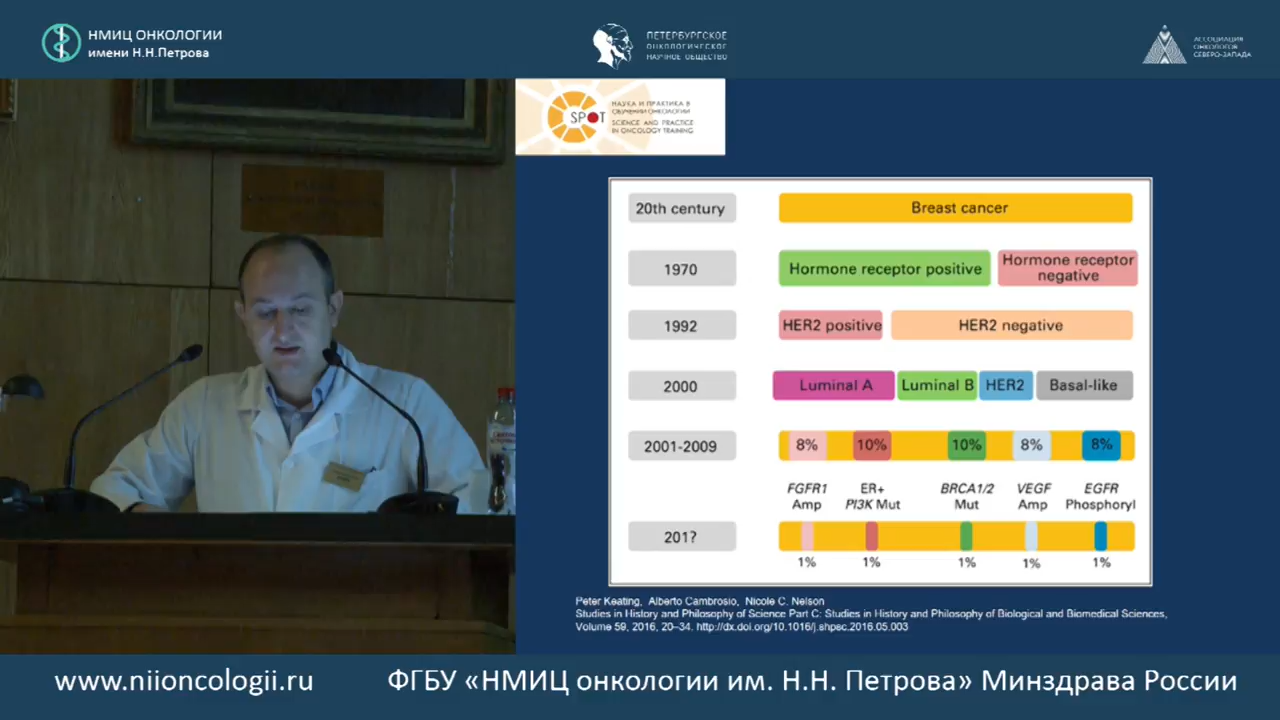 НМИЦ ОНКОЛОГИИ
имени Н.Н.Петрова
ПЕТЕРБУРГСКОЕ
ОНКОЛОГИЧЕСКОЕ
НАУЧНОЕ ОБЩЕСТВО
АССОЦИАЦИЯ
ОНКОЛОГОВ
СЕВЕРО-ЗАПАДА
SPOT
НАУКА И ПРАКТИКА В
ОБУЧЕНИИ ОНКОЛОГИИ
SCIENCE AND PRACTICE
IN ONCOLOGY TRAINING
20th century
Breast cancer
1970
Hormone receptor positive
Hormone receptor
negative
1992
HER2 positive
HER2 negative
2000
Luminal A
Luminal B
HER2
Basal-like
2001-2009
8%
10%
10%
8%
8%
FGFR1
Amp
ER+
PI3K Mut
BRCA1/2
Mut
VEGF
Amp
EGFR
Phosphoryl
201?
1%
1%
1%
1%
1%
Peter Keating, Alberto Cambrosio, Nicole C. Nelson
Studies in History and Philosophy of Science Part C: Studies in History and Philosophy of Biological and Biomedical Sciences,
Volume 59, 2016, 20–34. http://dx.doi.org/10.1016/j.shpsc.2016.05.003
www.niioncologii.ru
ФГБУ «НМИЦ онкологии им. Н.Н. Петрова» Минздрава России